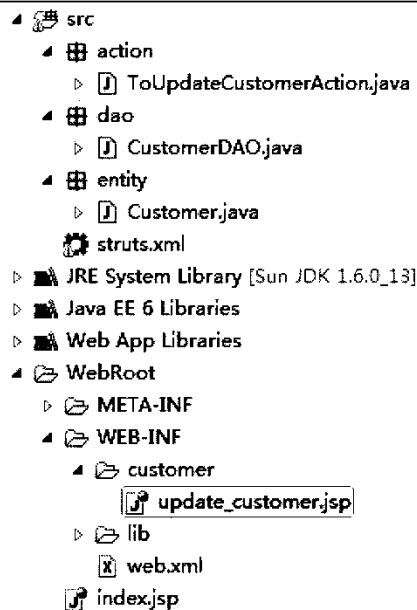 src
action
ToUpdateCustomerAction.java
dao
CustomerDAO.java
entity
Customer.java
struts.xml
JRE System Library [Sun JDK 1.6.0_13]
Java EE 6 Libraries
Web App Libraries
WebRoot
META-INF
WEB-INF
customer
update_customer.jsp
lib
web.xml
index.jsp